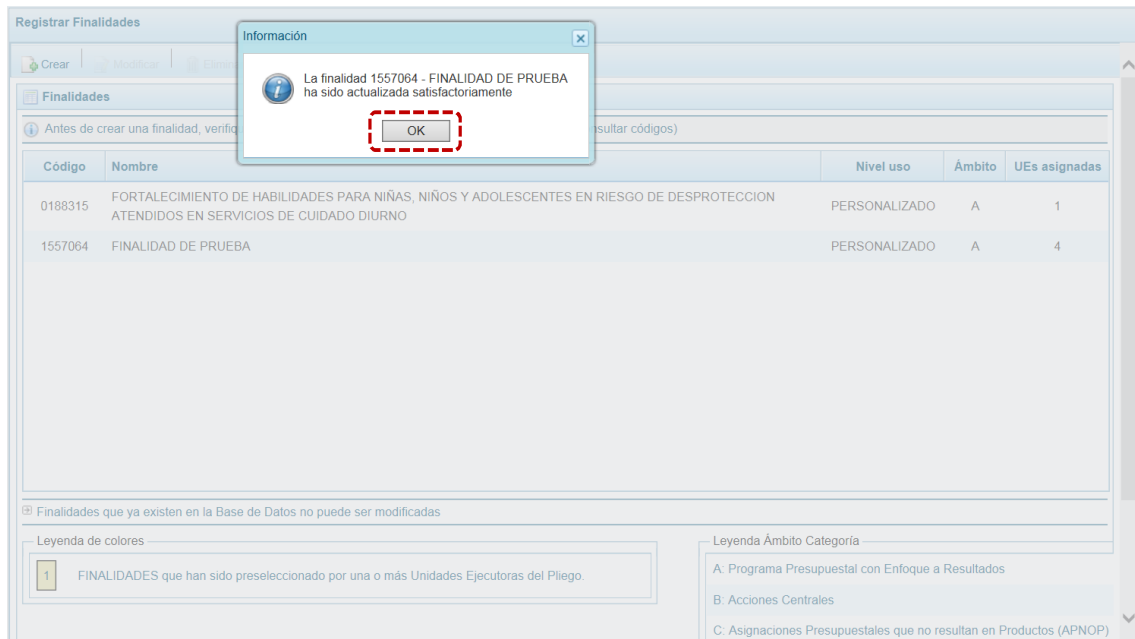 Registrar Finalidades
Información
La finalidad 1557064 - FINALIDAD DE PRUEBA
ha sido actualizada satisfactoriamente
OK
Crear Modificar
Finalidades
Antes de crear una finalidad,
Código Nombre Nivel uso Ámbito UEs asignadas
0188315 FORTALECIMIENTO DE HABILIDADES PARA NIÑAS, NIÑOS Y ADOLESCENTES EN RIESGO DE DESPROTECCION
ATENDIDOS EN SERVICIOS DE CUIDADO DIURNO PERSONALIZADO A 1
1557064 FINALIDAD DE PRUEBA PERSONALIZADO A 4
Finalidades que ya existen en la Base de Datos no puede ser modificadas
Leyenda de colores
1 FINALIDADES que han sido preseleccionado por una o más Unidades Ejecutoras del Pliego.
Leyenda Ámbito Categoría
A: Programa Presupuestal con Enfoque a Resultados
B: Acciones Centrales
C: Asignaciones Presupuestales que no resultan en Productos (APNOP)